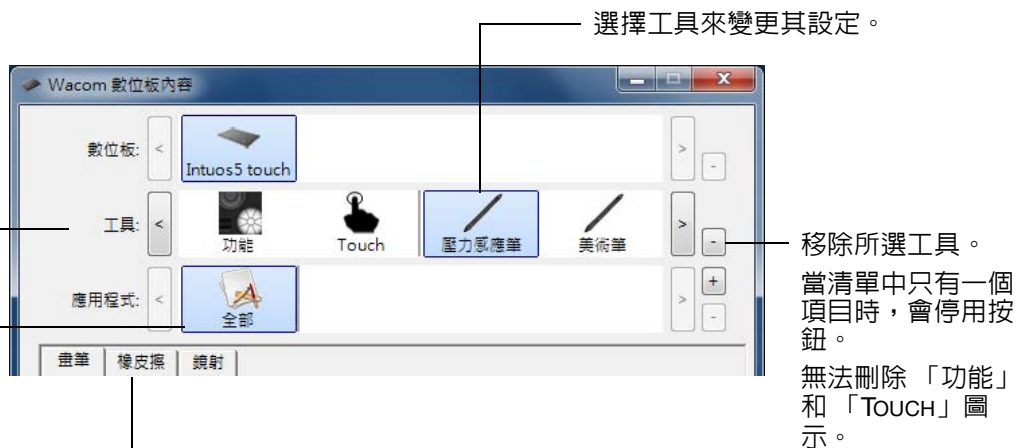 選擇工具來變更其設定。
Wacom 數位板內容
數位板:
<
Intuos5 touch
>
-
工具:
<
功能
Touch
壓力感應筆
美術筆
>
-
移除所選工具。
當清單中只有一個
項目時，會停用按
鈕。
無法刪除 「功能」
和 「TOUCH」圖
示。
應用程式:
<
全部
>
+
-
畫筆
橡皮擦
鏡射